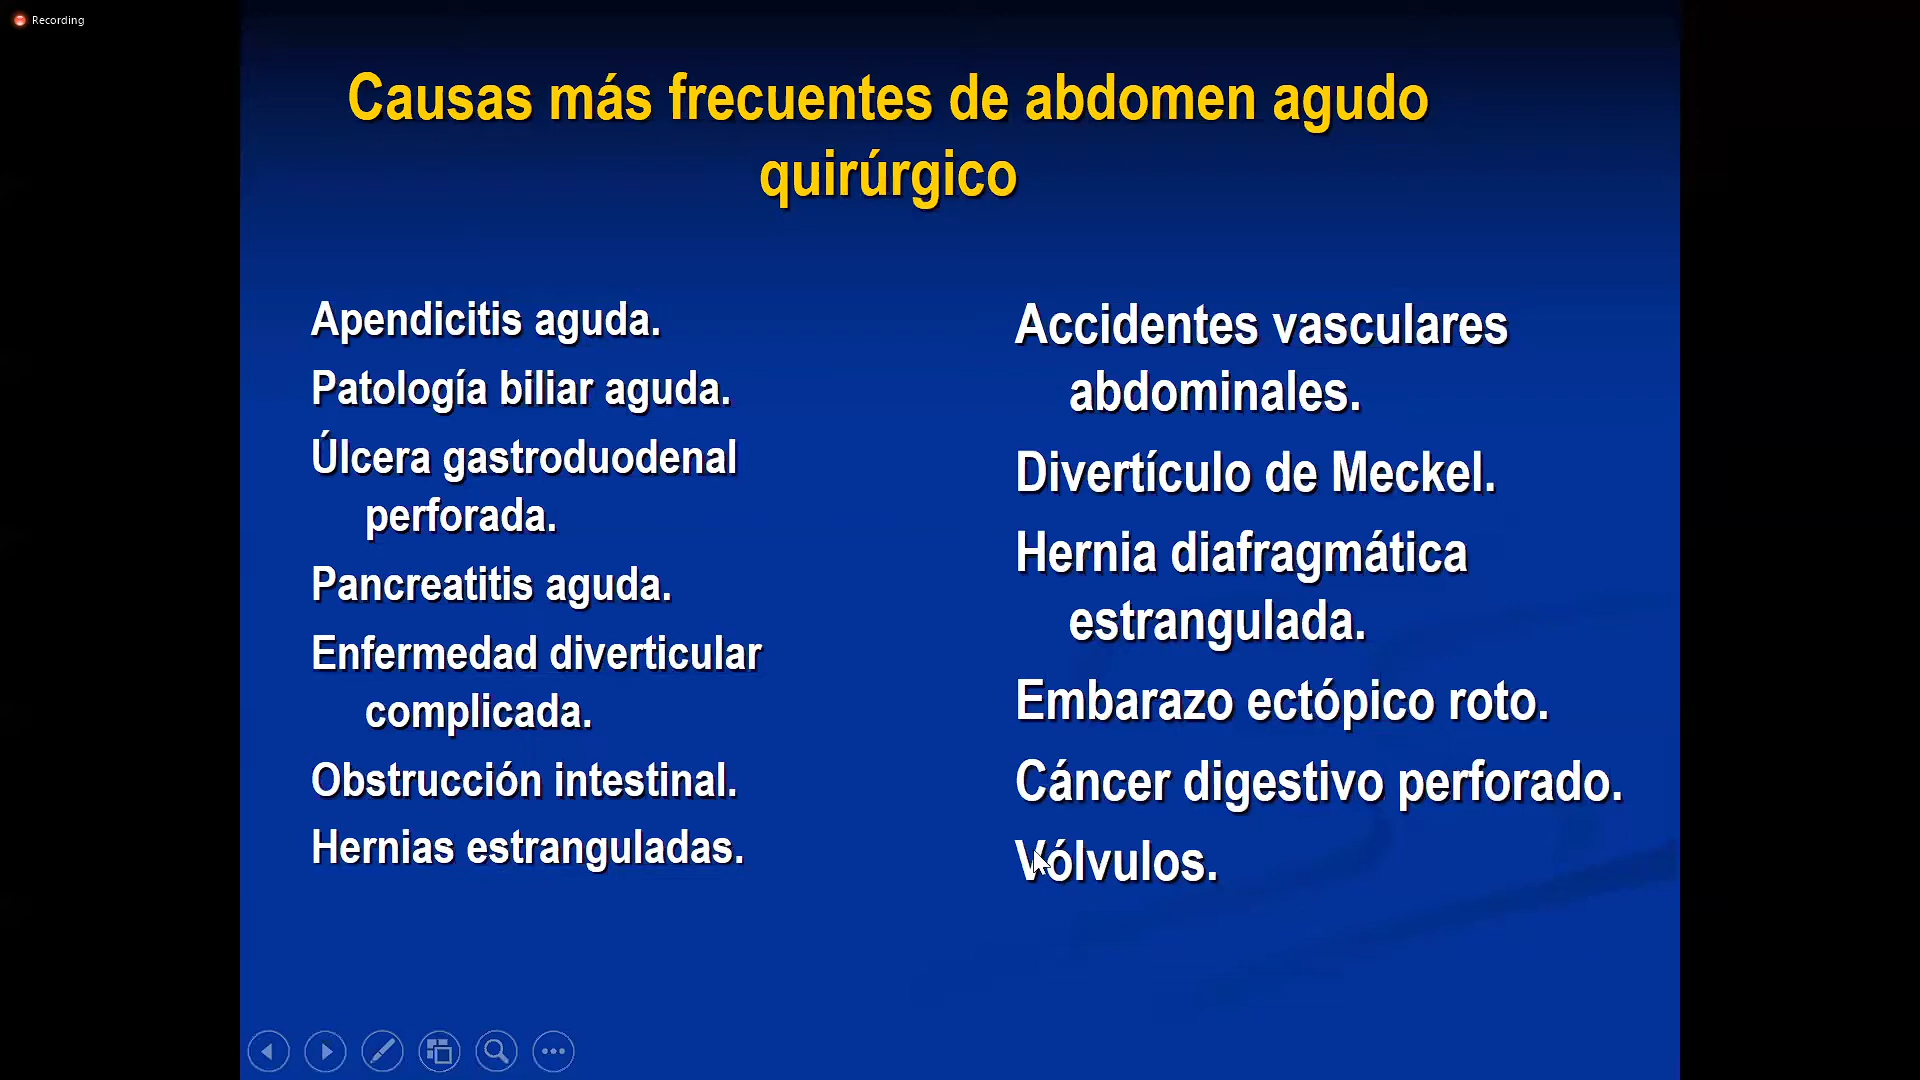 Recording
Causas más frecuentes de abdomen agudo
quirúrgico
Apendicitis aguda.
Patología biliar aguda.
Úlcera gastroduodenal
perforada.
Pancreatitis aguda.
Enfermedad diverticular
complicada.
Obstrucción intestinal.
Hernias estranguladas.
Accidentes vasculares
abdominales.
Divertículo de Meckel.
Hernia diafragmática
estrangulada.
Embarazo ectópico roto.
Cáncer digestivo perforado.
Vólvulos.